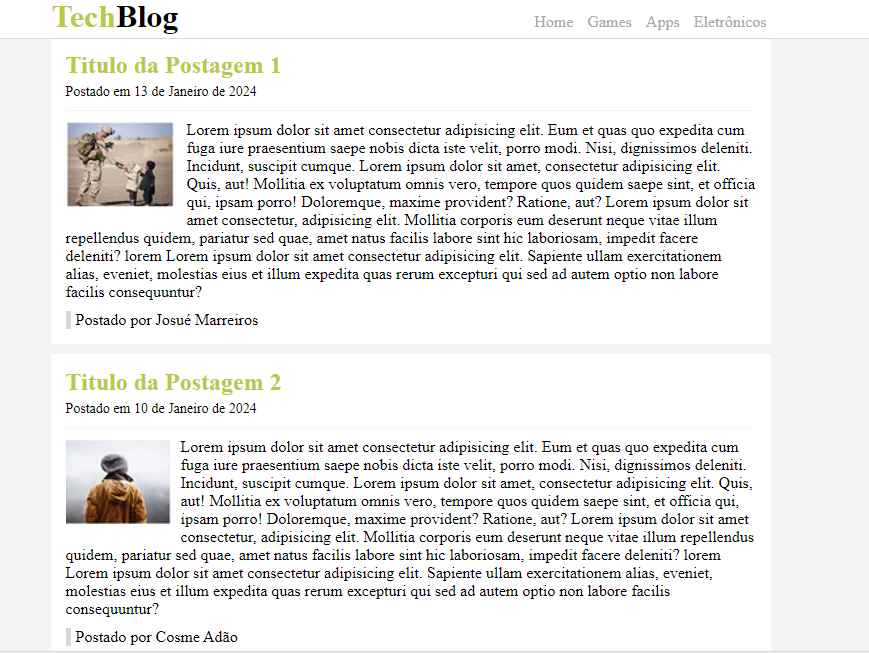 TechBlog
Home Games Apps Eletrônicos
Titulo da Postagem 1
Postado em 13 de Janeiro de 2024
Lorem ipsum dolor sit amet consectetur adipisicing elit. Eum et quas quo expedita cum
fuga iure praesentium saepe nobis dicta iste velit, porro modi. Nisi, dignissimos deleniti.
Incidunt, suscipit cumque. Lorem ipsum dolor sit amet, consectetur adipisicing elit.
Quis, aut! Mollitia ex voluptatum omnis vero, tempore quos quidem saepe sint, et officia
qui, ipsam porro! Doloremque, maxime provident? Ratione, aut? Lorem ipsum dolor sit
amet consectetur, adipisicing elit. Mollitia corporis eum deserunt neque vitae illum
repellendus quidem, pariatur sed quae, amet natus facilis labore sint hic laboriosam, impedit facere
deleniti? lorem Lorem ipsum dolor sit amet consectetur adipisicing elit. Sapiente ullam exercitationem
alias, eveniet, molestias eius et illum expedita quas rerum excepturi qui sed ad autem optio non labore
facilis consequuntur?
Postado por Josué Marreiros
Titulo da Postagem 2
Postado em 10 de Janeiro de 2024
Lorem ipsum dolor sit amet consectetur adipisicing elit. Eum et quas quo expedita cum
fuga iure praesentium saepe nobis dicta iste velit, porro modi. Nisi, dignissimos deleniti.
Incidunt, suscipit cumque. Lorem ipsum dolor sit amet, consectetur adipisicing elit. Quis,
aut! Mollitia ex voluptatum omnis vero, tempore quos quidem saepe sint, et officia qui,
ipsam porro! Doloremque, maxime provident? Ratione, aut? Lorem ipsum dolor sit amet
consectetur, adipisicing elit. Mollitia corporis eum deserunt neque vitae illum repellendus
quidem, pariatur sed quae, amet natus facilis labore sint hic laboriosam, impedit facere deleniti? lorem
Lorem ipsum dolor sit amet consectetur adipisicing elit. Sapiente ullam exercitationem alias, eveniet,
molestias eius et illum expedita quas rerum excepturi qui sed ad autem optio non labore facilis
consequuntur?
Postado por Cosme Adão